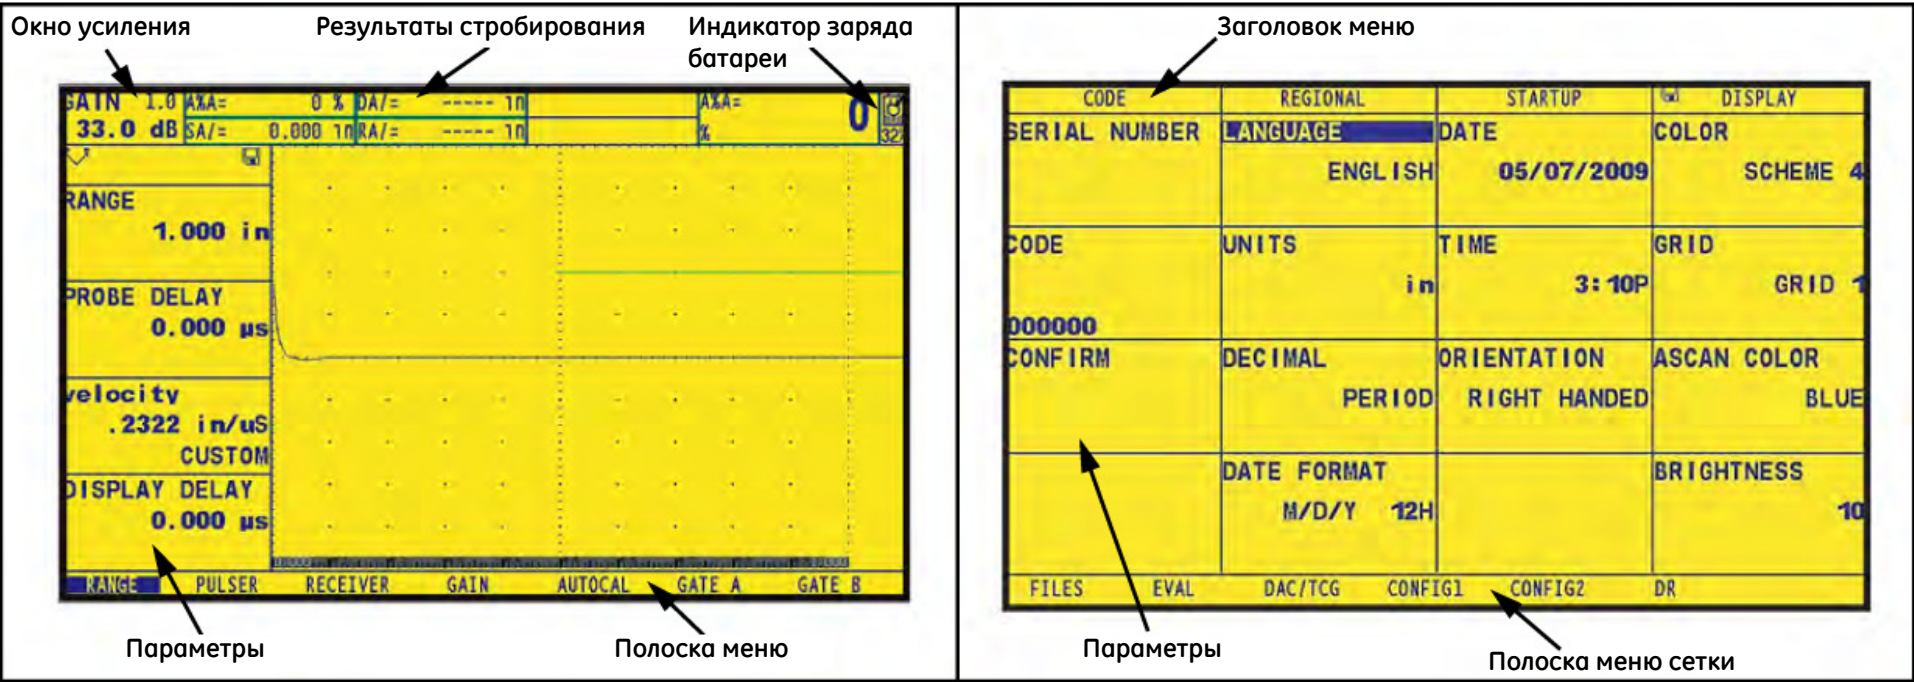 Окно усиления
Результаты стробирования
Индикатор заряда
батареи
GAIN 1.0
33.0 dB
A%A= 0 %
SA/= 0.000 in
DA/= ----- in
RA/= ----- in
A%A= 0
%
RANGE
1.000 in
PROBE DELAY
0.000 µs
velocity
.2322 in/uS
CUSTOM
DISPLAY DELAY
0.000 µs
RANGE PULSER RECEIVER GAIN AUTOCAL GATE A GATE B
Параметры
Полоска меню
Заголовок меню
CODE REGIONAL STARTUP DISPLAY
SERIAL NUMBER LANGUAGE DATE COLOR
ENGLISH 05/07/2009 SCHEME 4
CODE UNITS TIME GRID
in 3:10P GRID 1
000000
CONFIRM DECIMAL ORIENTATION ASCAN COLOR
PERIOD RIGHT HANDED BLUE
DATE FORMAT BRIGHTNESS
M/D/Y 12H 10
FILES EVAL DAC/TCG CONFIG1 CONFIG2 DR
Параметры
Полоска меню сетки